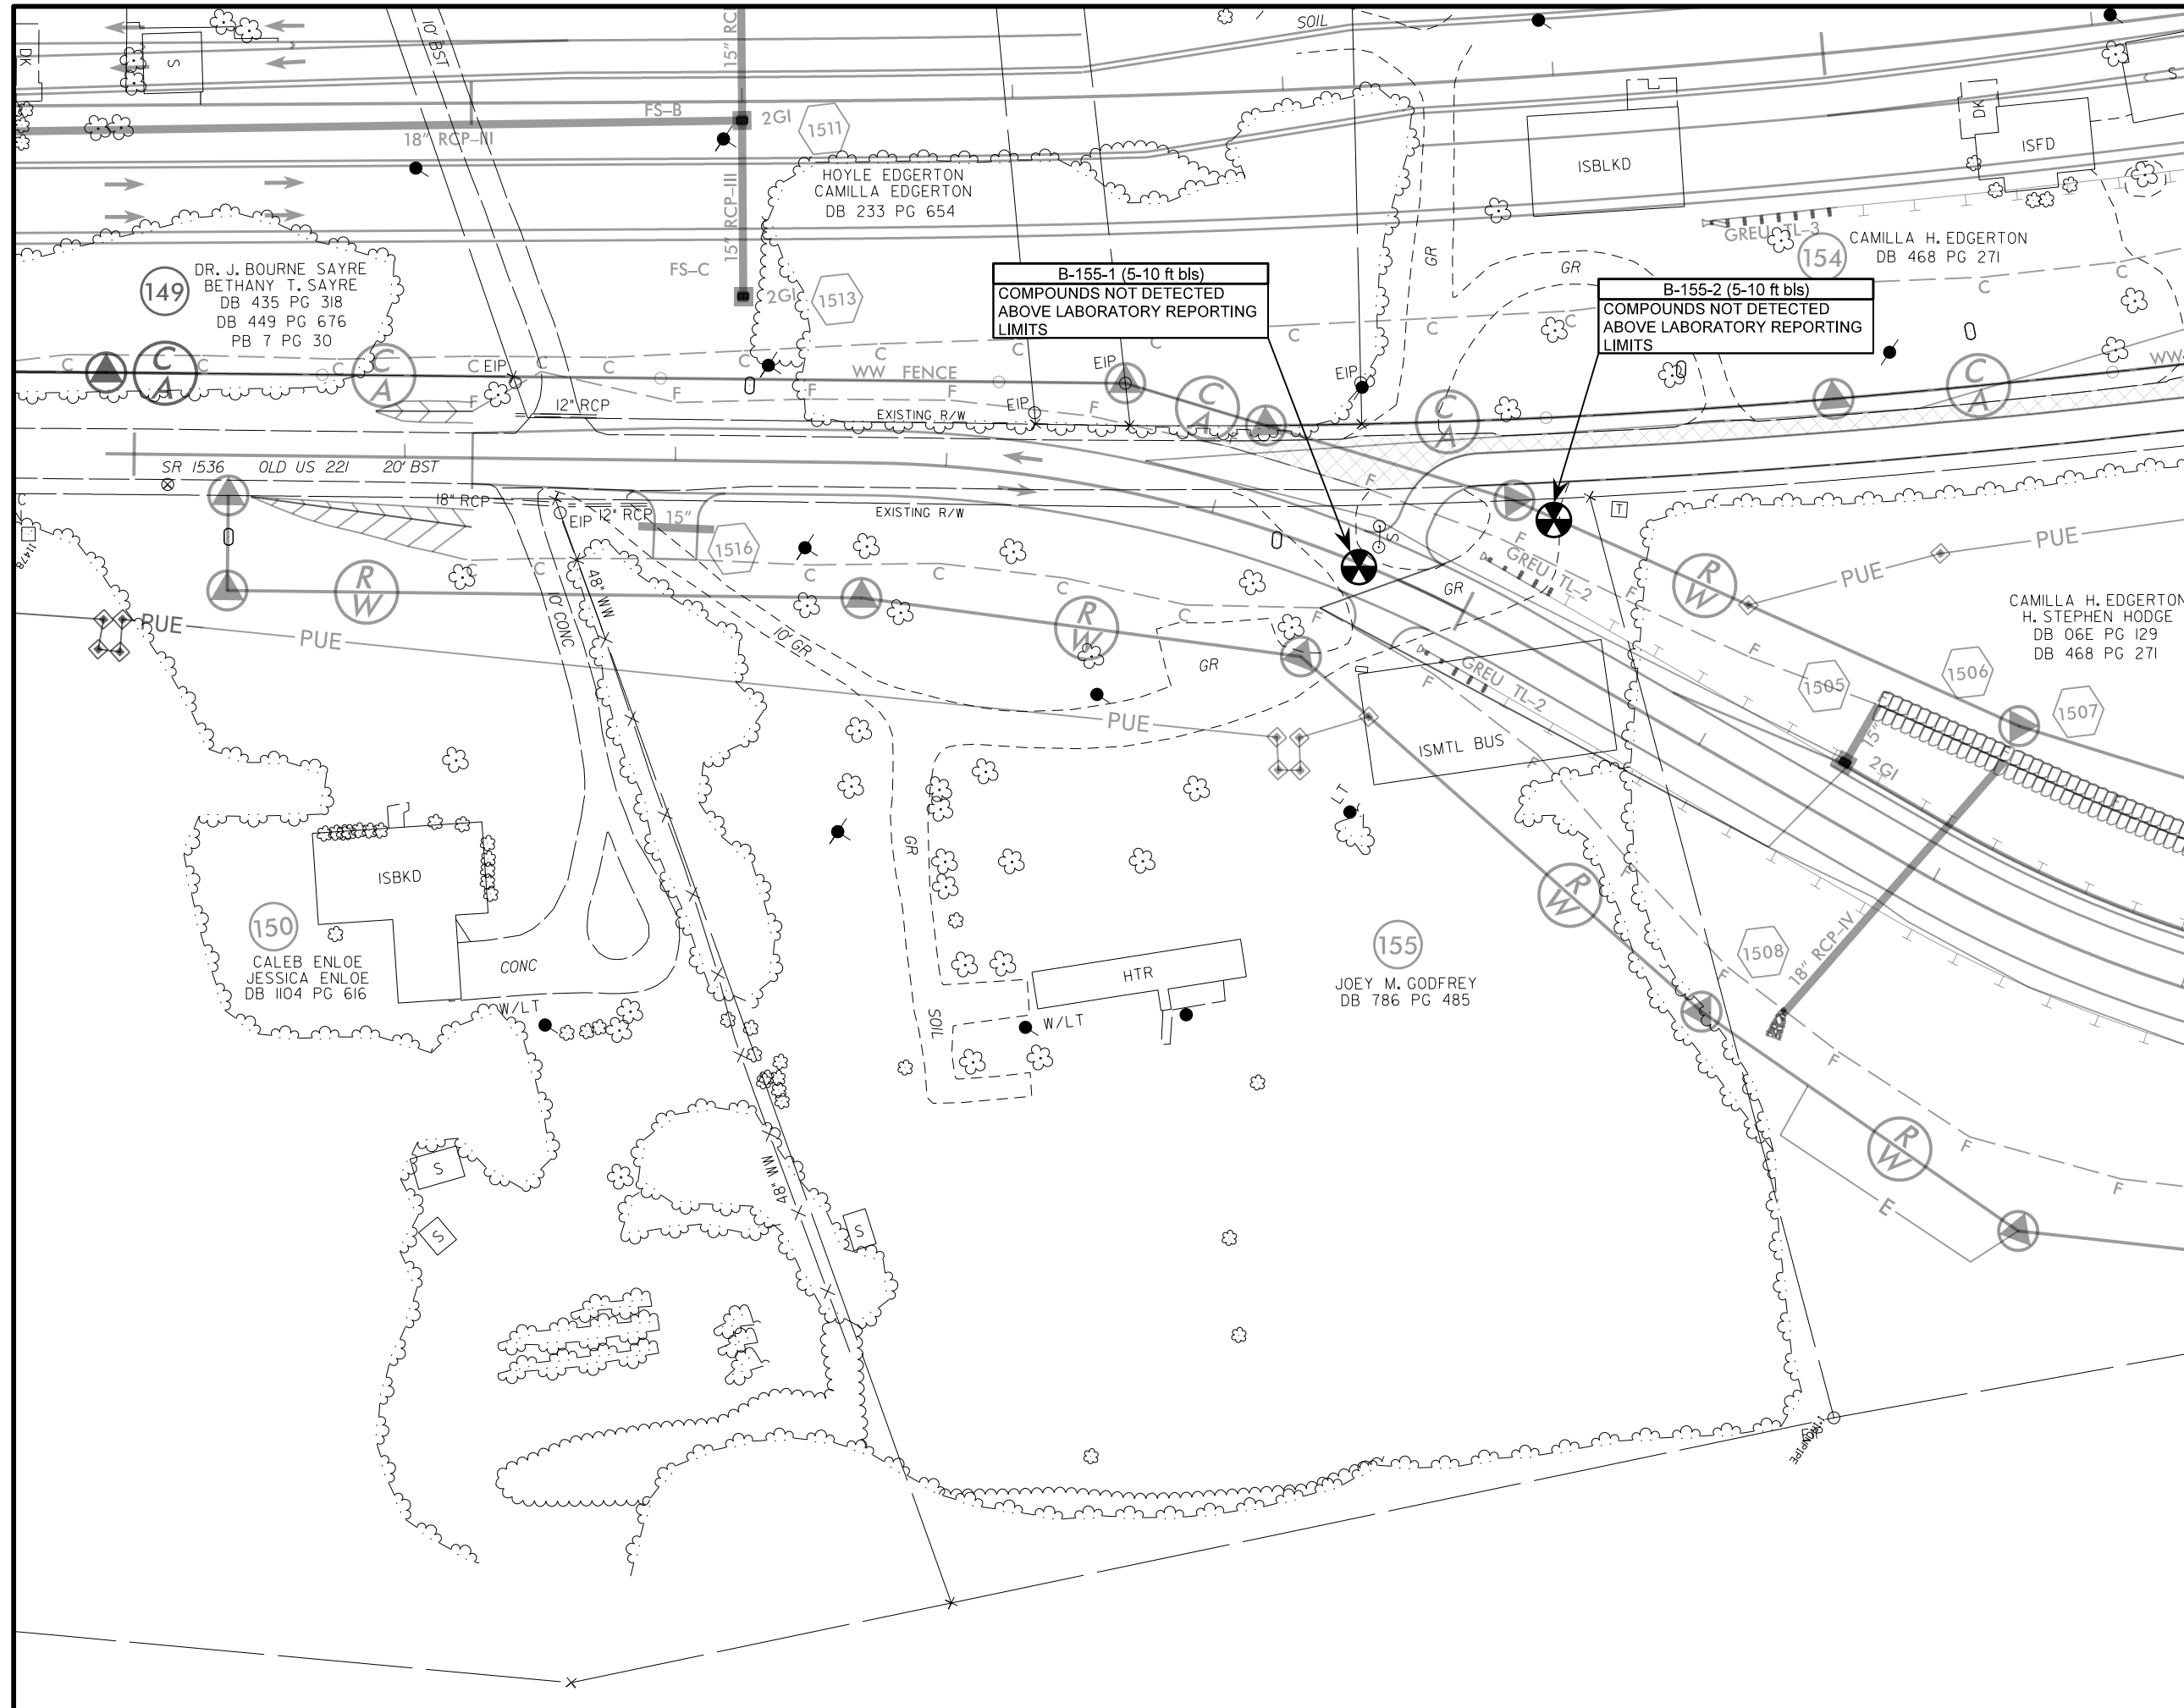 10' BST
15" RCP
SOIL
DK
S
FS-B
18" RCP-III
2GI
1511
15" RCP-III
HOYLE EDGERTON
CAMILLA EDGERTON
DB 233 PG 654
ISBLKD
DK
ISFD
S
GREU TL-3
154
CAMILLA H. EDGERTON
DB 468 PG 271
GR
GR
149
DR. J. BOURNE SAYRE
BETHANY T. SAYRE
DB 435 PG 318
DB 449 PG 676
PB 7 PG 30
FS-C
2GI
1513
B-155-1 (5-10 ft bls)
COMPOUNDS NOT DETECTED
ABOVE LABORATORY REPORTING
LIMITS
B-155-2 (5-10 ft bls)
COMPOUNDS NOT DETECTED
ABOVE LABORATORY REPORTING
LIMITS
C
A
C
A
EIP
WW FENCE
EIP
EIP
EIP
C
A
C
A
C
A
WW
12" RCP
EXISTING R/W
SR 1536 OLD US 221 20' BST
18" RCP
EIP
12" RCP
15"
1516
EXISTING R/W
T
S
PUE
PUE
11478
R
W
48" WW
10' CONC
10' GR
R
W
GR
GR
GREU TL-2
R
W
PUE
PUE
CAMILLA H. EDGERTON
H. STEPHEN HODGE
DB 06E PG 129
DB 468 PG 271
PUE
PUE
GREU TL-2
ISMTL BUS
1505
1506
1507
15"
2GI
LT
GR
ISBKD
150
CALEB ENLOE
JESSICA ENLOE
DB 1104 PG 616
CONC
W/LT
HTR
W/LT
SOIL
155
JOEY M. GODFREY
DB 786 PG 485
R
W
1508
18" RCP-IV
R
W
E
S
S
S
48" WW
1"IRONPIPE